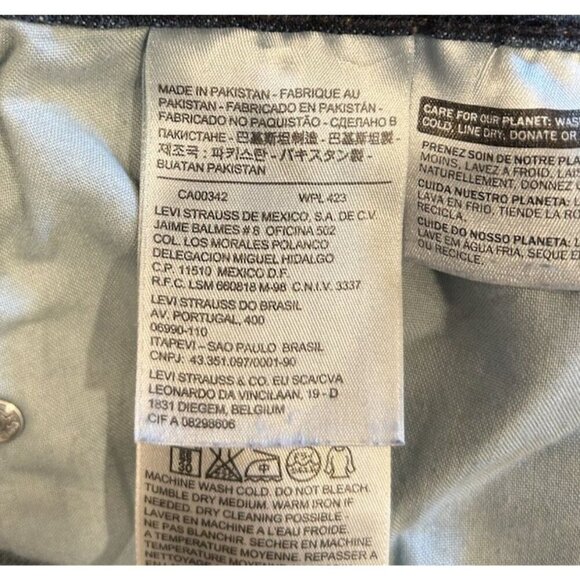 MADE IN PAKISTAN – FABRIQUE AU
PAKISTAN – FABRICADO EN PAKISTÁN –
FABRICADO NO PAQUISTÃO – СДЕЛАНО В
ПАКИСТАНЕ – 巴基斯坦制造 – 巴基斯坦製 –
제조국 : 파키스탄 – パキスタン製 –
BUATAN PAKISTAN
CA00342 WPL 423
LEVI STRAUSS DE MEXICO, S.A. DE C.V.
JAIME BALMES # 8 OFICINA 502
COL. LOS MORALES POLANCO
DELEGACION MIGUEL HIDALGO
C.P. 11510 MEXICO D.F.
R.F.C. LSM 660818 M-98 C.N.I.V. 3337
LEVI STRAUSS DO BRASIL
AV. PORTUGAL, 400
06990-110
ITAPEVI – SAO PAULO BRASIL
CNPJ: 43.351.097/0001-90
LEVI STRAUSS & CO. EU SCA/CVA
LEONARDO DA VINCILAAN, 19 - D
1831 DIEGEM, BELGIUM
CIF A 08298606
CARE FOR OUR PLANET: WAS
COLD, LINE DRY, DONATE OR
PRENEZ SOIN DE NOTRE PLAN
MOINS, LAVEZ A FROID, LAIS
NATURELLEMENT, DONNEZ
CUIDA NUESTRO PLANETA: L
LAVA EN FRIO, TIENDE LA RO
RECICLA.
CUIDE DO NOSSO PLANETA:
LAVE EM ÁGUA FRIA, SEQUE E
OU RECICLE.
30 中
MACHINE WASH COLD. DO NOT BLEACH.
TUMBLE DRY MEDIUM. WARM IRON IF
NEEDED. DRY CLEANING POSSIBLE -
LAVER EN MACHINE A L'EAU FROIDE.
NE PAS BLANCHIR. SECHER EN MACHINE
A TEMPERATURE MOYENNE. REPASSER A